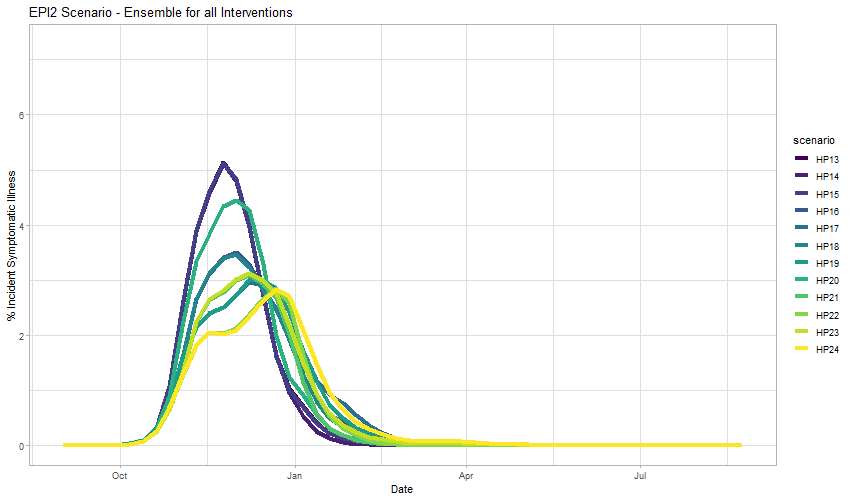 EPI2 Scenario - Ensemble for all Interventions
% Incident Symptomatic Illness
6
4
2
0
Oct
Jan
Apr
Jul
Date
scenario
HP13
HP14
HP15
HP16
HP17
HP18
HP19
HP20
HP21
HP22
HP23
HP24